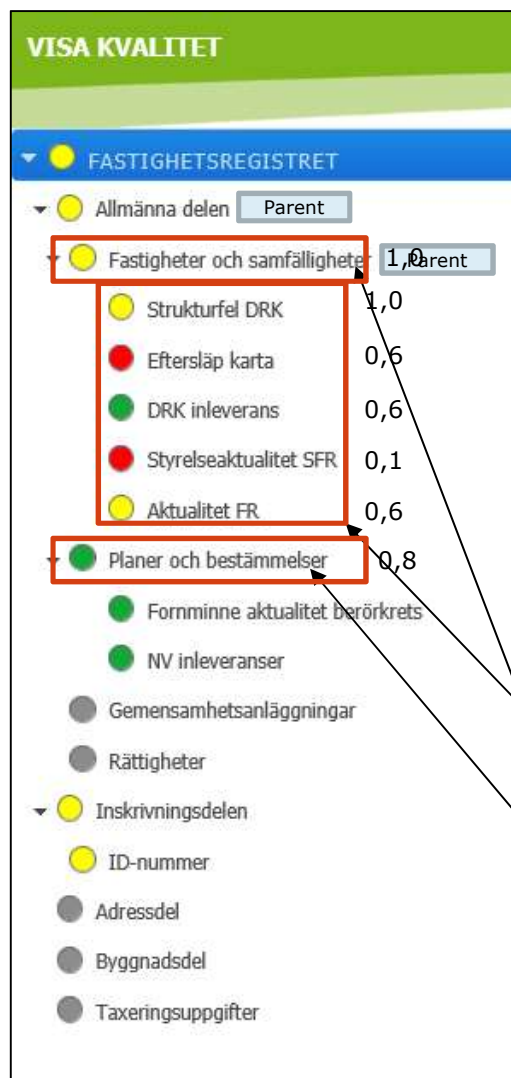 VISA KVALITET
FASTIGHETSREGISTRET
Allmänna delen Parent
Fastigheter och samfälligheter 1,0 Parent
Strukturfel DRK 1,0
Eftersläp karta 0,6
DRK inleverans 0,6
Styrelseaktualitet SFR 0,1
Aktualitet FR 0,6
Planer och bestämmelser 0,8
Fornminne aktualitet berörkrets
NV inleveranser
Gemensamhetsanläggningar
Rättigheter
Inskrivningsdelen
ID-nummer
Adressdel
Byggnadsdel
Taxeringsuppgifter